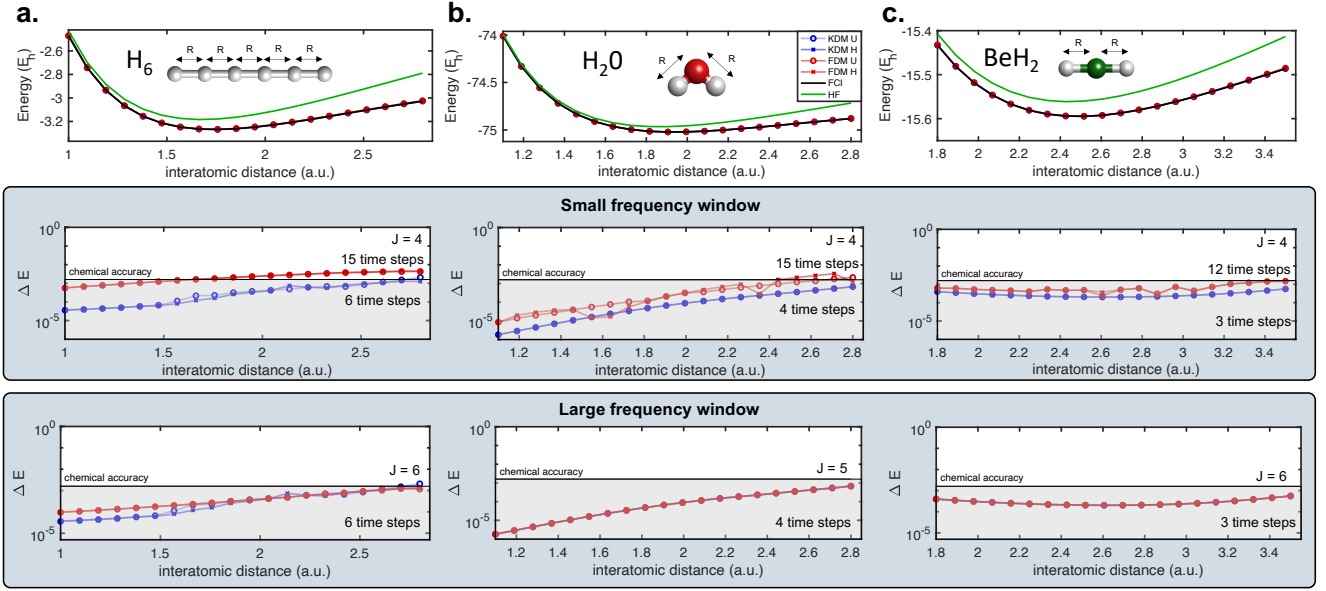 a.
b.
c.
H6
R R R R R
-2.6
-2.8
-3
-3.2
Energy (Eh)
1 1.5 2 2.5
interatomic distance (a.u.)
H20
R R
KDM U
KDM H
FDM U
FDM H
FCI
HF
-74
-74.5
-75
Energy (Eh)
1.2 1.4 1.6 1.8 2 2.2 2.4 2.6 2.8
interatomic distance (a.u.)
BeH2
R R
-15.4
-15.5
-15.6
Energy (Eh)
1.8 2 2.2 2.4 2.6 2.8 3 3.2 3.4
interatomic distance (a.u.)
Small frequency window
10^0
J = 4
15 time steps
chemical accuracy
Δ E
6 time steps
10^-5
1 1.5 2 2.5
interatomic distance (a.u.)
10^0
J = 4
15 time steps
chemical accuracy
Δ E
4 time steps
10^-5
1.2 1.4 1.6 1.8 2 2.2 2.4 2.6 2.8
interatomic distance (a.u.)
10^0
J = 4
12 time steps
chemical accuracy
Δ E
3 time steps
10^-5
1.8 2 2.2 2.4 2.6 2.8 3 3.2 3.4
interatomic distance (a.u.)
Large frequency window
10^0
J = 6
chemical accuracy
Δ E
6 time steps
10^-5
1 1.5 2 2.5
interatomic distance (a.u.)
10^0
J = 5
chemical accuracy
Δ E
4 time steps
10^-5
1.2 1.4 1.6 1.8 2 2.2 2.4 2.6 2.8
interatomic distance (a.u.)
10^0
J = 6
chemical accuracy
Δ E
3 time steps
10^-5
1.8 2 2.2 2.4 2.6 2.8 3 3.2 3.4
interatomic distance (a.u.)